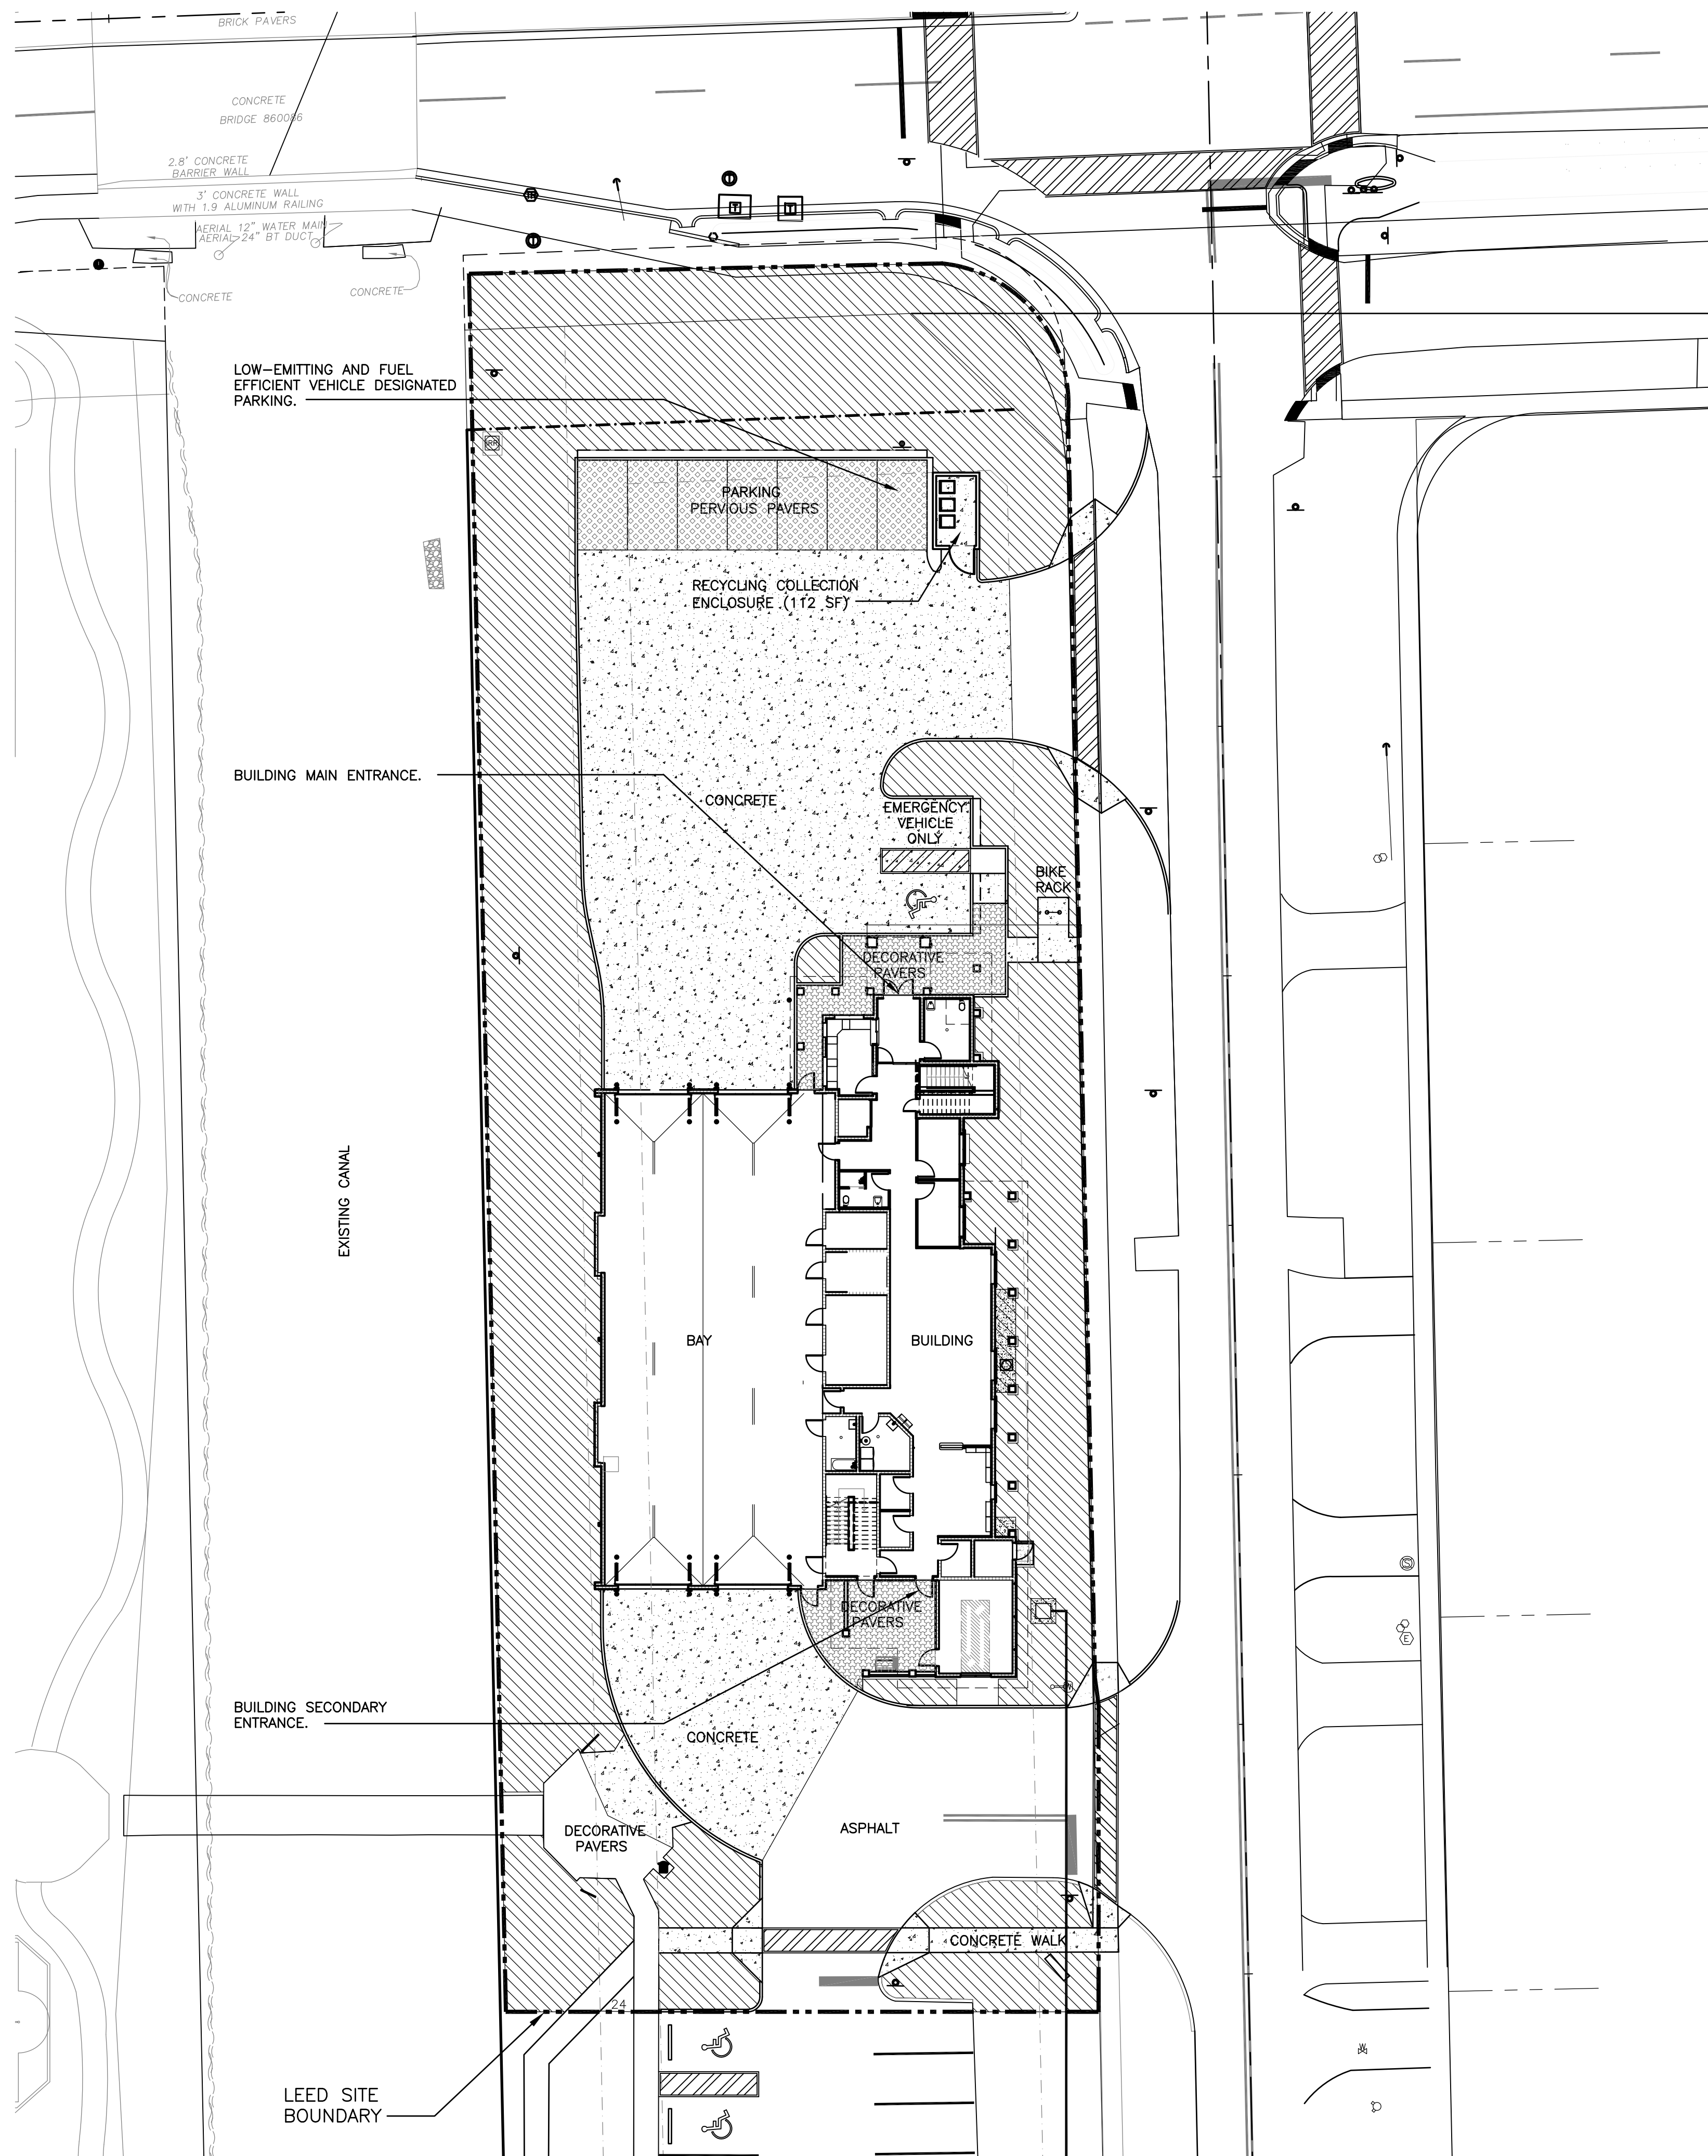 BRICK PAVERS
CONCRETE
BRIDGE 860086
2.8' CONCRETE
BARRIER WALL
3' CONCRETE WALL
WITH 1.9 ALUMINUM RAILING
AERIAL 12" WATER MAIN
AERIAL 24" BT DUCT
CONCRETE
CONCRETE
T
T
LOW-EMITTING AND FUEL
EFFICIENT VEHICLE DESIGNATED
PARKING.
PARKING
PERVIOUS PAVERS
RECYCLING COLLECTION
ENCLOSURE (112 SF)
BUILDING MAIN ENTRANCE.
CONCRETE
EMERGENCY
VEHICLE
ONLY
BIKE
RACK
DECORATIVE
PAVERS
EXISTING CANAL
BAY
BUILDING
S
E
DECORATIVE
PAVERS
BUILDING SECONDARY
ENTRANCE.
CONCRETE
DECORATIVE
PAVERS
ASPHALT
CONCRETE WALK
24
W
LEED SITE
BOUNDARY